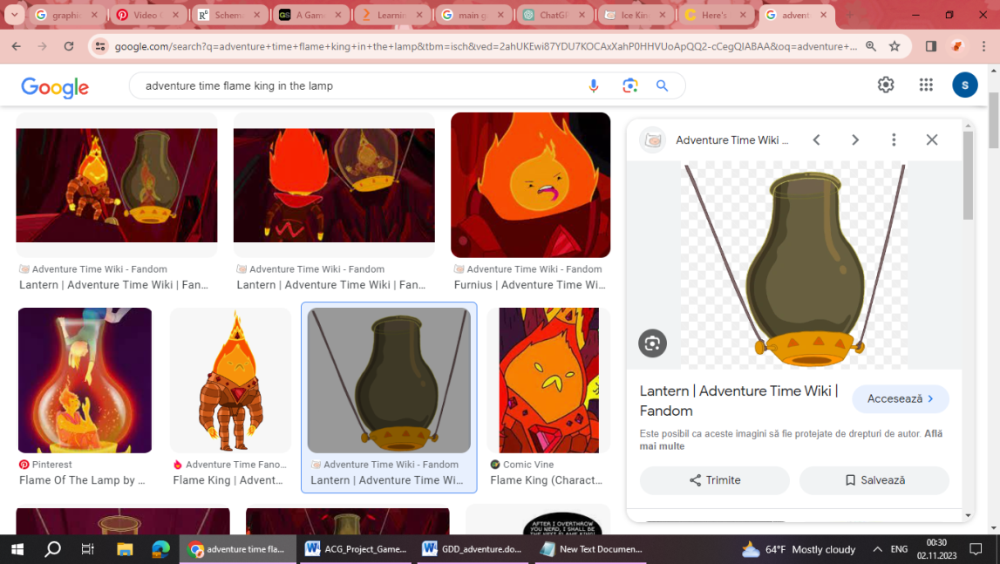 graphic
Video (
Schema
A Game
Learnin
main g
ChatGP
Ice Kin
Here's
advent
google.com/search?q=adventure+time+flame+king+in+the+lamp&tbm=isch&ved=2ahUKEwi87YDU7KOCAxXahP0HHVUoApQQ2-cCegQIABAA&oq=adventure+...
Google
adventure time flame king in the lamp
S
Adventure Time Wiki ...
Adventure Time Wiki - Fandom
Lantern | Adventure Time Wiki | Fan...
Adventure Time Wiki - Fandom
Lantern | Adventure Time Wiki | Fan...
Adventure Time Wiki - Fandom
Furnius | Adventure Time Wi...
Lantern | Adventure Time Wiki |
Fandom
Accesează
Este posibil ca aceste imagini să fie protejate de drepturi de autor. Află
mai multe
Trimite
Salvează
Pinterest
Flame Of The Lamp by ...
Adventure Time Fano...
Flame King | Advent...
Adventure Time Wiki - Fandom
Lantern | Adventure Time Wi...
Comic Vine
Flame King (Charact...
AFTER I OVERTHROW
YOU NERD, I SHALL BE
THE NEXT FLAME KING!
adventure time fla...
ACG_Project_Game...
GDD_adventure.do...
New Text Documen...
64°F Mostly cloudy
ENG
00:30
02.11.2023